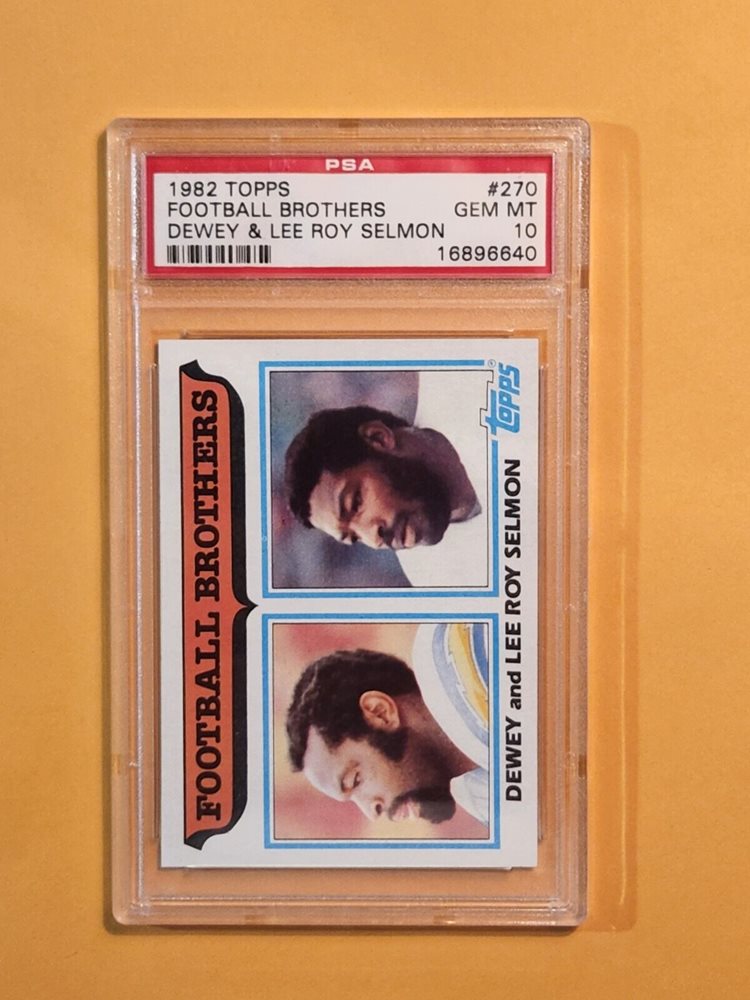 PSA
1982 TOPPS #270
FOOTBALL BROTHERS GEM MT
DEWEY & LEE ROY SELMON 10
16896640
FOOTBALL BROTHERS
topps®
DEWEY and LEE ROY SELMON